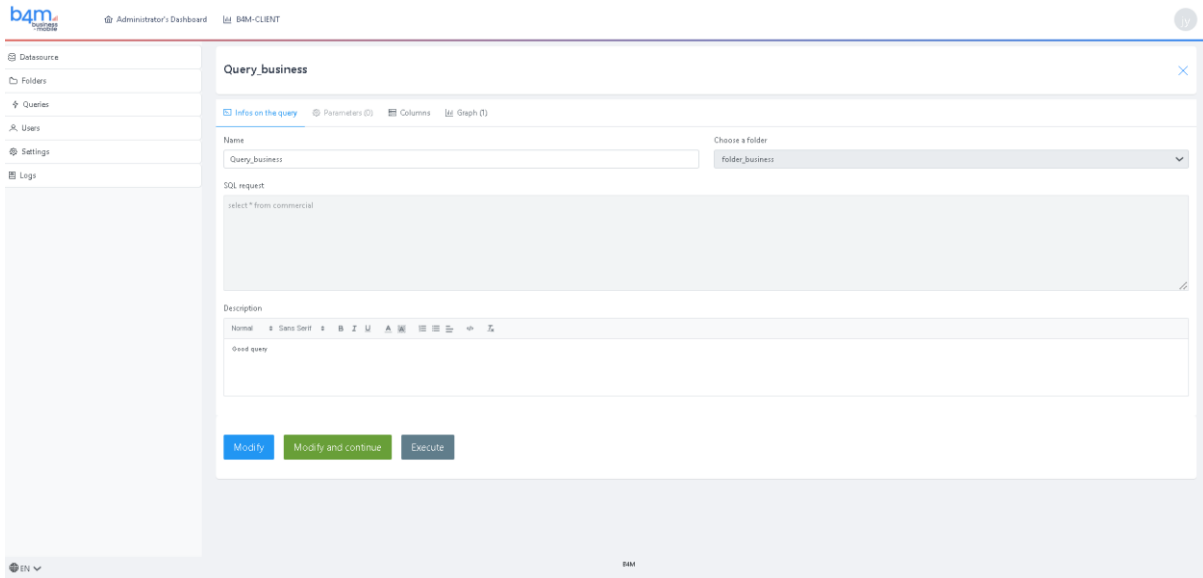 b4m
business
-mobile
Administrator's Dashboard
B4M-CLIENT
jy
Datasource
Folders
Queries
Users
Settings
Logs
Query_business
Infos on the query
Parameters (0)
Columns
Graph (1)
Name
Choose a folder
Query_business
folder_business
SQL request
select * from commercial
Description
Normal Sans Serif B I U A A
Good query
Modify
Modify and continue
Execute
EN
B4M